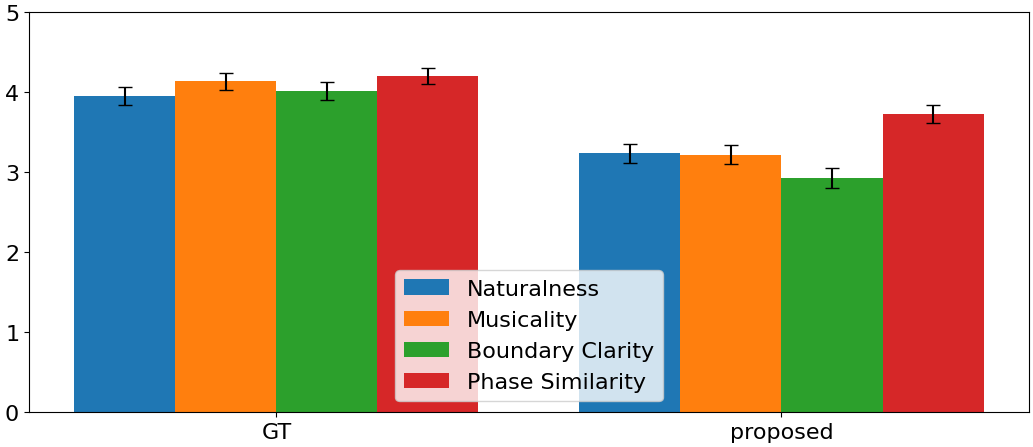 5
4
3
2
1
0
Naturalness
Musicality
Boundary Clarity
Phase Similarity
GT
proposed